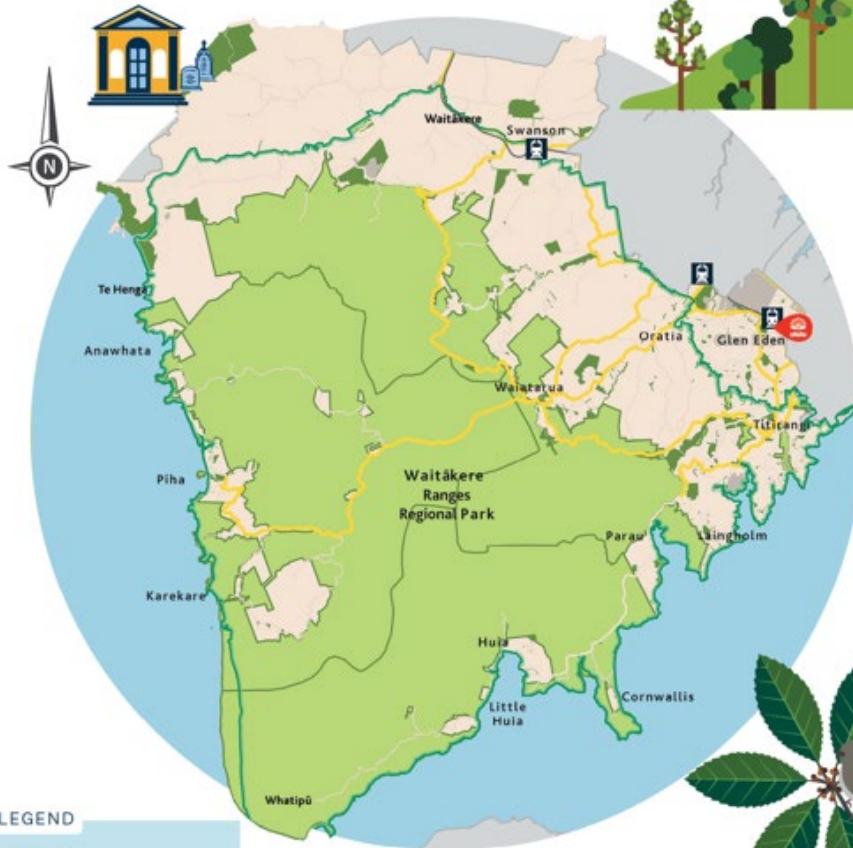 N
Waitākere
Swanson
Te Henga
Anawhata
Oratia
Glen Eden
Waiatarua
Titirangi
Piha
Waitākere
Ranges
Regional Park
Parau
Laingholm
Karekare
Huia
Cornwallis
Little
Huia
Whatipū
LEGEND